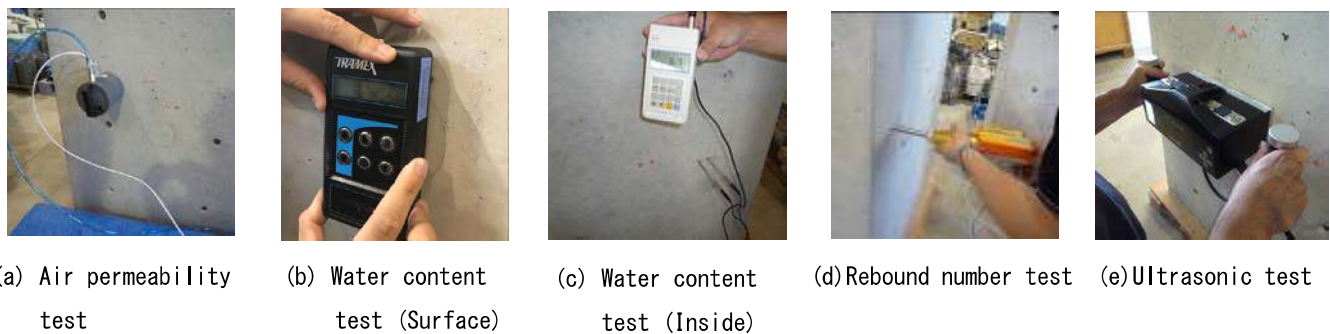 TRAMEX
(a) Air permeability
test
(b) Water content
test (Surface)
(c) Water content
test (Inside)
(d)Rebound number test
(e)Ultrasonic test